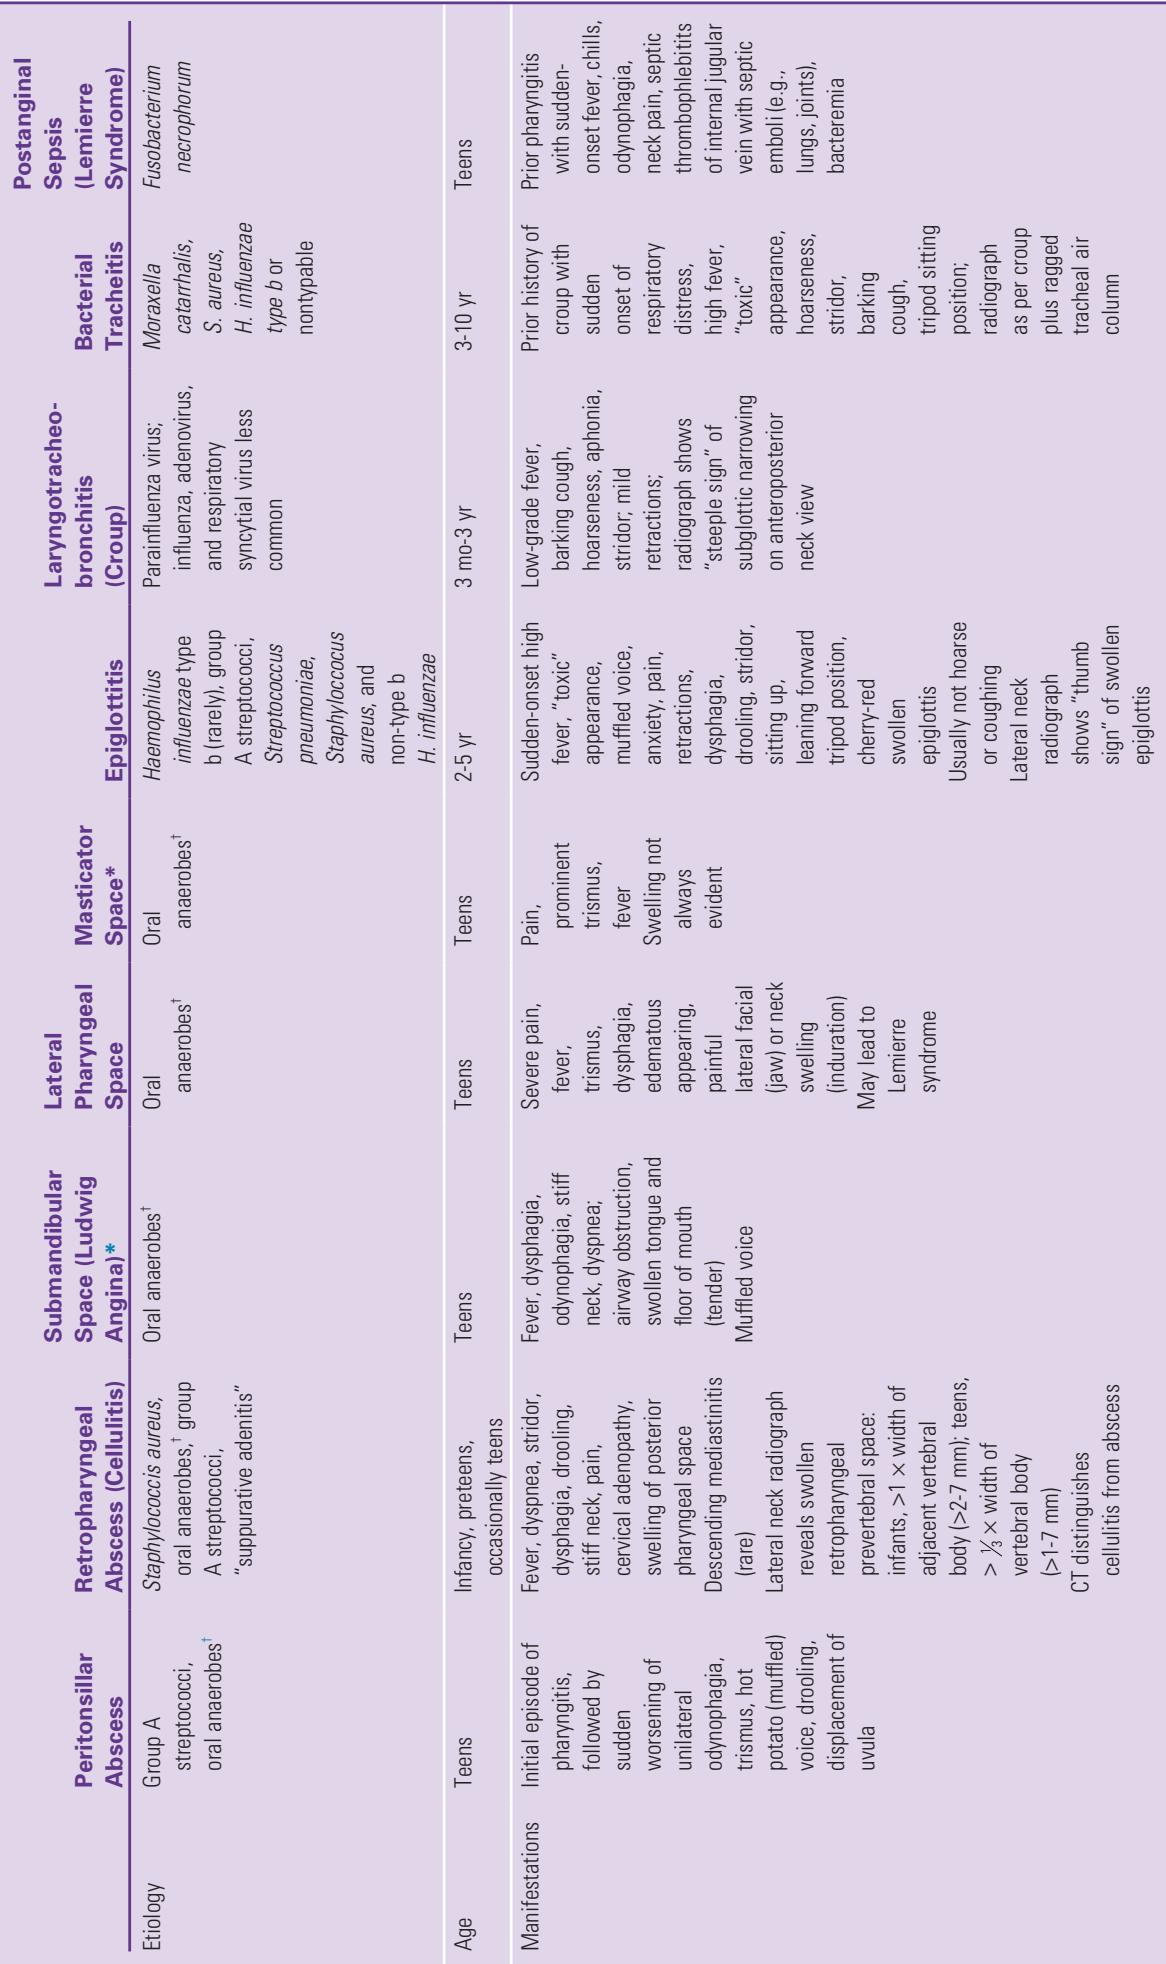 Peritonsillar
Abscess
Retropharyngeal
Abscess (Cellulitis)
Submandibular
Space (Ludwig
Angina)*
Lateral
Pharyngeal
Space
Masticator
Space*
Epiglottitis
Laryngotracheo-
bronchitis
(Croup)
Bacterial
Tracheitis
Postanginal
Sepsis
(Lemierre
Syndrome)
Etiology
Group A
streptococci,
oral anaerobes†
Staphylococcis aureus,
oral anaerobes,† group
A streptococci,
“suppurative adenitis”
Oral anaerobes†
Oral
anaerobes†
Oral
anaerobes†
Haemophilus
influenzae type
b (rarely), group
A streptococci,
Streptococcus
pneumoniae,
Staphyloccocus
aureus, and
non-type b
H. influenzae
Parainfluenza virus;
influenza, adenovirus,
and respiratory
syncytial virus less
common
Moraxella
catarrhalis,
S. aureus,
H. influenzae
type b or
nontypable
Fusobacterium
necrophorum
Age
Teens
Infancy, preteens,
occasionally teens
Teens
Teens
Teens
2-5 yr
3 mo-3 yr
3-10 yr
Teens
Manifestations
Initial episode of
pharyngitis,
followed by
sudden
worsening of
unilateral
odynophagia,
trismus, hot
potato (muffled)
voice, drooling,
displacement of
uvula
Fever, dyspnea, stridor,
dysphagia, drooling,
stiff neck, pain,
cervical adenopathy,
swelling of posterior
pharyngeal space
Descending mediastinitis
(rare)
Lateral neck radiograph
reveals swollen
retropharyngeal
prevertebral space:
infants, >1 × width of
adjacent vertebral
body (>2-7 mm); teens,
> ⅓ × width of
vertebral body
(>1-7 mm)
CT distinguishes
cellulitis from abscess
Fever, dysphagia,
odynophagia, stiff
neck, dyspnea;
airway obstruction,
swollen tongue and
floor of mouth
(tender)
Muffled voice
Severe pain,
fever,
trismus,
dysphagia,
edematous
appearing,
painful
lateral facial
(jaw) or neck
swelling
(induration)
May lead to
Lemierre
syndrome
Pain,
prominent
trismus,
fever
Swelling not
always
evident
Sudden-onset high
fever, “toxic”
appearance,
muffled voice,
anxiety, pain,
retractions,
dysphagia,
drooling, stridor,
sitting up,
leaning forward
tripod position,
cherry-red
swollen
epiglottis
Usually not hoarse
or coughing
Lateral neck
radiograph
shows “thumb
sign” of swollen
epiglottis
Low-grade fever,
barking cough,
hoarseness, aphonia,
stridor; mild
retractions;
radiograph shows
“steeple sign” of
subglottic narrowing
on anteroposterior
neck view
Prior history of
croup with
sudden
onset of
respiratory
distress,
high fever,
“toxic”
appearance,
hoarseness,
stridor,
barking
cough,
tripod sitting
position;
radiograph
as per croup
plus ragged
tracheal air
column
Prior pharyngitis
with sudden-
onset fever, chills,
odynophagia,
neck pain, septic
thrombophlebitits
of internal jugular
vein with septic
emboli (e.g.,
lungs, joints),
bacteremia